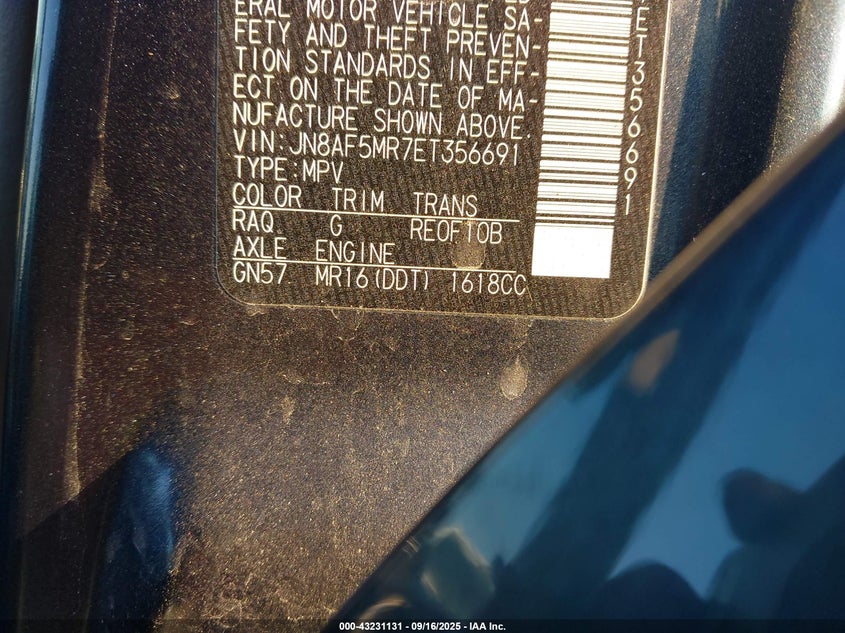 ERAL MOTOR VEHICLE SA-
FETY AND THEFT PREVEN-
TION STANDARDS IN EFF-
ECT ON THE DATE OF MA-
NUFACTURE SHOWN ABOVE.
VIN:JN8AF5MR7ET356691
TYPE:MPV
COLOR TRIM TRANS
RAQ G RE0F10B
AXLE ENGINE
GN57 MR16(DDT) 1618CC
ET356691
000-43231131 - 09/16/2025 - IAA Inc.